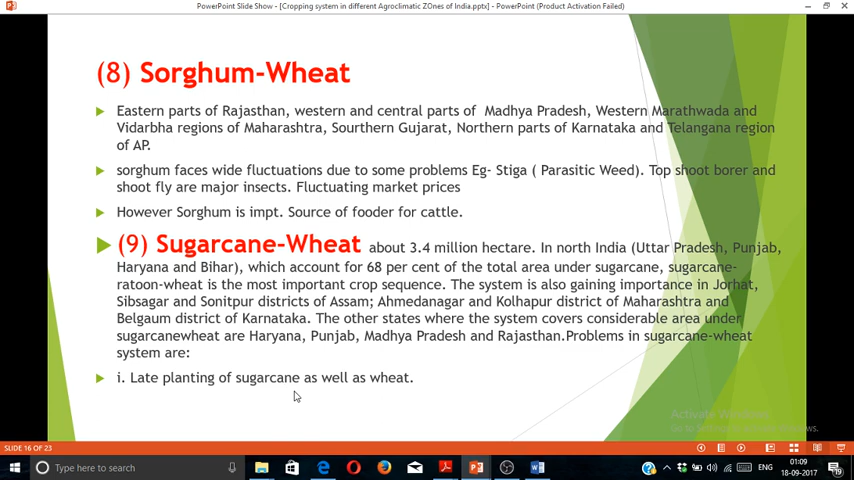 PowerPoint Slide Show - [Cropping system in different Agroclimatic ZOnes of India.pptx] - PowerPoint (Product Activation Failed)
(8) Sorghum-Wheat
Eastern parts of Rajasthan, western and central parts of Madhya Pradesh, Western Marathwada and
Vidarbha regions of Maharashtra, Sourthern Gujarat, Northern parts of Karnataka and Telangana region
of AP.
sorghum faces wide fluctuations due to some problems Eg- Stiga ( Parasitic Weed). Top shoot borer and
shoot fly are major insects. Fluctuating market prices
However Sorghum is impt. Source of fooder for cattle.
(9) Sugarcane-Wheat about 3.4 million hectare. In north India (Uttar Pradesh, Punjab,
Haryana and Bihar), which account for 68 per cent of the total area under sugarcane, sugarcane-
ratoon-wheat is the most important crop sequence. The system is also gaining importance in Jorhat,
Sibsagar and Sonitpur districts of Assam; Ahmedanagar and Kolhapur district of Maharashtra and
Belgaum district of Karnataka. The other states where the system covers considerable area under
sugarcanewheat are Haryana, Punjab, Madhya Pradesh and Rajasthan.Problems in sugarcane-wheat
system are:
i. Late planting of sugarcane as well as wheat.
Activate Windows
Go to Settings to activate Windows.
SLIDE 16 OF 23
Type here to search
ENG
01:09
18-09-2017
19